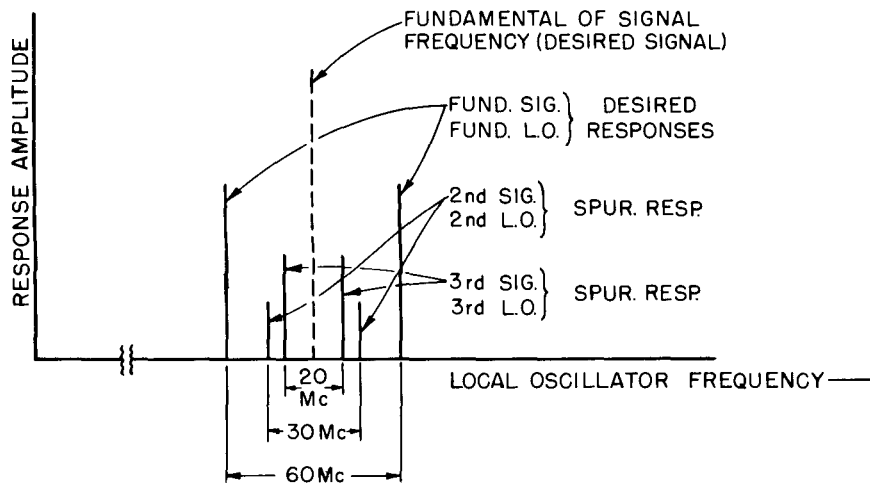 FUNDAMENTAL OF SIGNAL
FREQUENCY (DESIRED SIGNAL)
RESPONSE AMPLITUDE
FUND. SIG.
FUND. L.O.
DESIRED
RESPONSES
2nd SIG.
2nd L.O.
SPUR. RESP.
3rd SIG.
3rd L.O.
SPUR. RESP.
20
Mc
LOCAL OSCILLATOR FREQUENCY
30 Mc
60 Mc